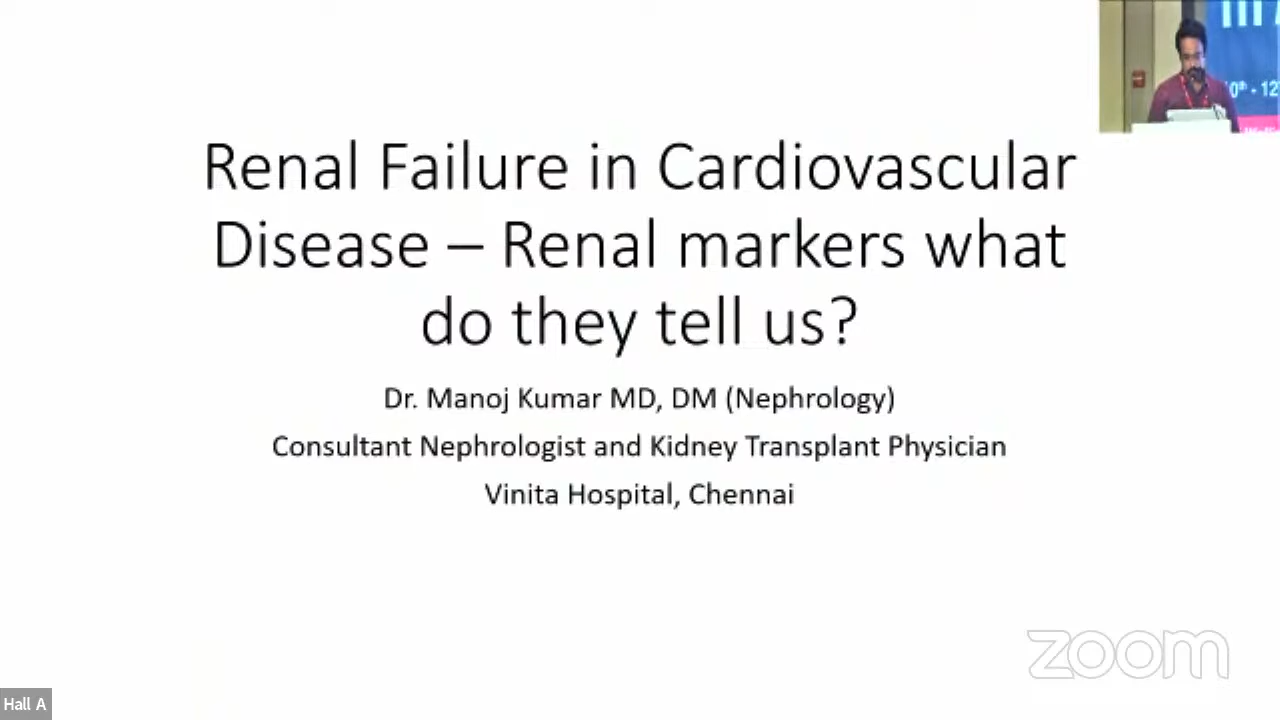 Renal Failure in Cardiovascular
Disease – Renal markers what
do they tell us?
Dr. Manoj Kumar MD, DM (Nephrology)
Consultant Nephrologist and Kidney Transplant Physician
Vinita Hospital, Chennai
zoom
Hall A